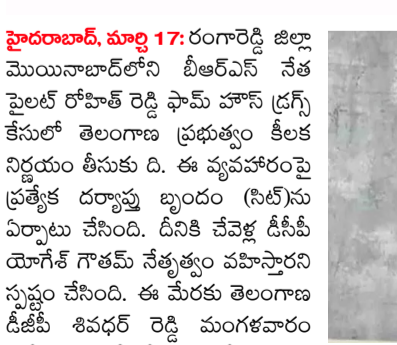 హైదరాబాద్, మార్చి 17: రంగారెడ్డి జిల్లా
మొయినాబాద్‌లోని బీఆర్ఎస్ నేత
పైలట్ రోహిత్ రెడ్డి ఫామ్ హౌస్ డ్రగ్స్
కేసులో తెలంగాణ ప్రభుత్వం కీలక
నిర్ణయం తీసుకు ది. ఈ వ్యవహారంపై
ప్రత్యేక దర్యాప్తు బృందం (సిట్)ను
ఏర్పాటు చేసింది. దీనికి చేవెళ్ల డీసీపీ
యోగేశ్ గౌతమ్ నేతృత్వం వహిస్తారని
స్పష్టం చేసింది. ఈ మేరకు తెలంగాణ
డీజీపీ శివధర్ రెడ్డి మంగళవారం